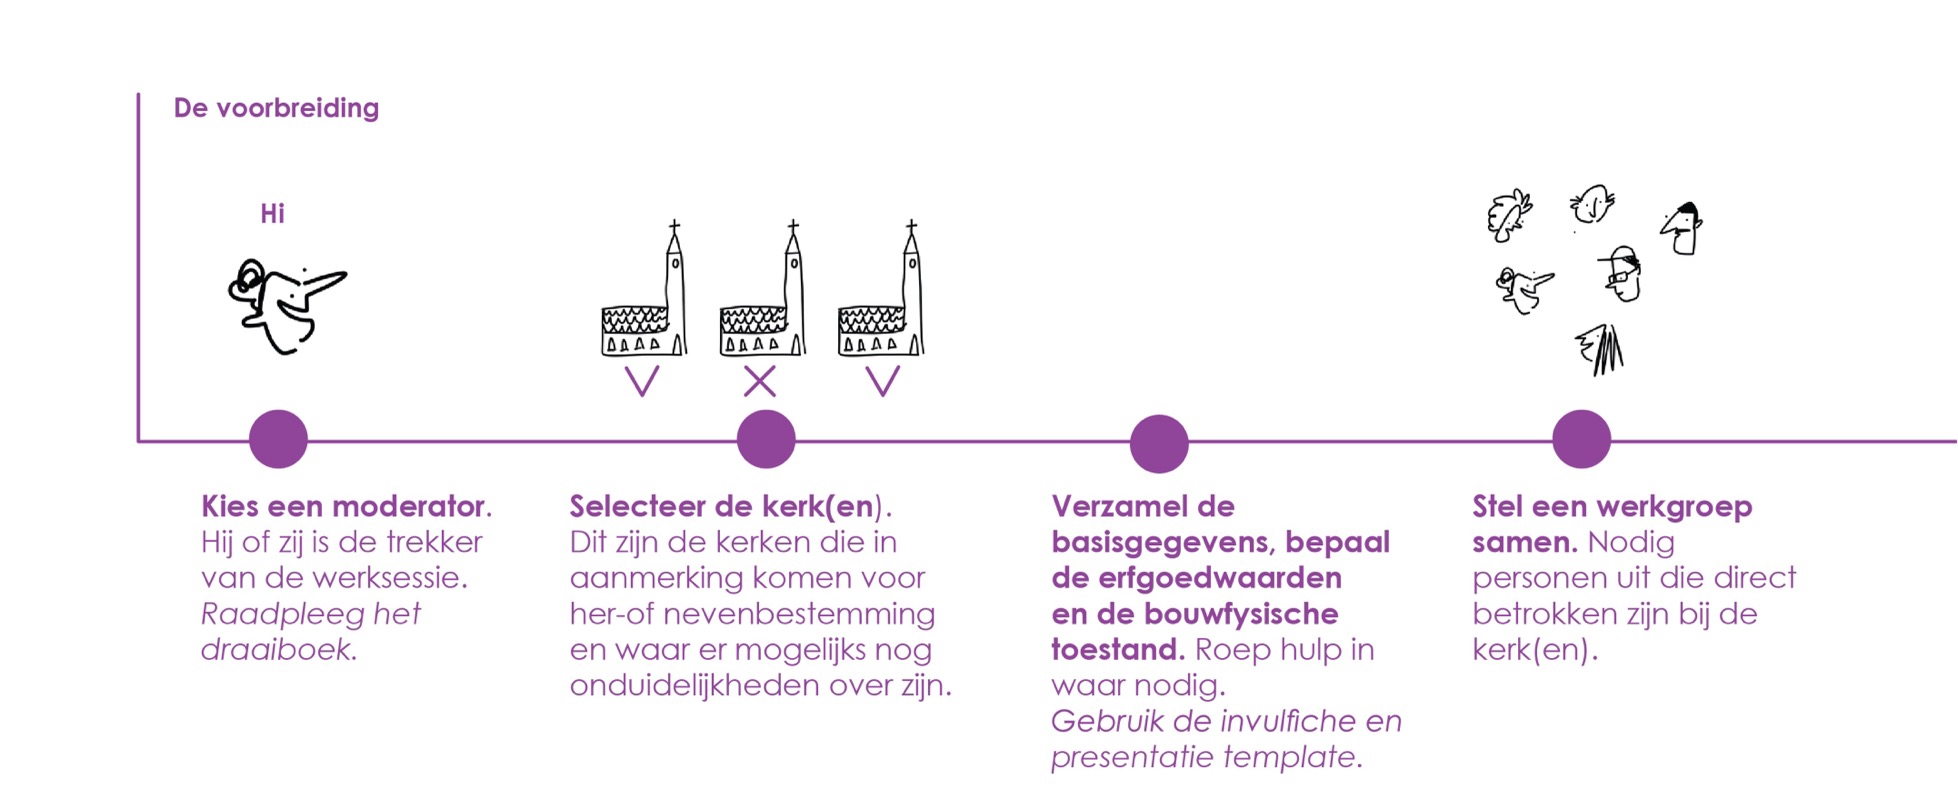 De voorbreiding
Hi
Kies een moderator.
Hij of zij is de trekker
van de werksessie.
Raadpleeg het
draaiboek.
Selecteer de kerk(en).
Dit zijn de kerken die in
aanmerking komen voor
her-of nevenbestemming
en waar er mogelijks nog
onduidelijkheden over zijn.
Verzamel de
basisgegevens, bepaal
de erfgoedwaarden
en de bouwfysische
toestand. Roep hulp in
waar nodig.
Gebruik de invulfiche en
presentatie template.
Stel een werkgroep
samen. Nodig
personen uit die direct
betrokken zijn bij de
kerk(en).